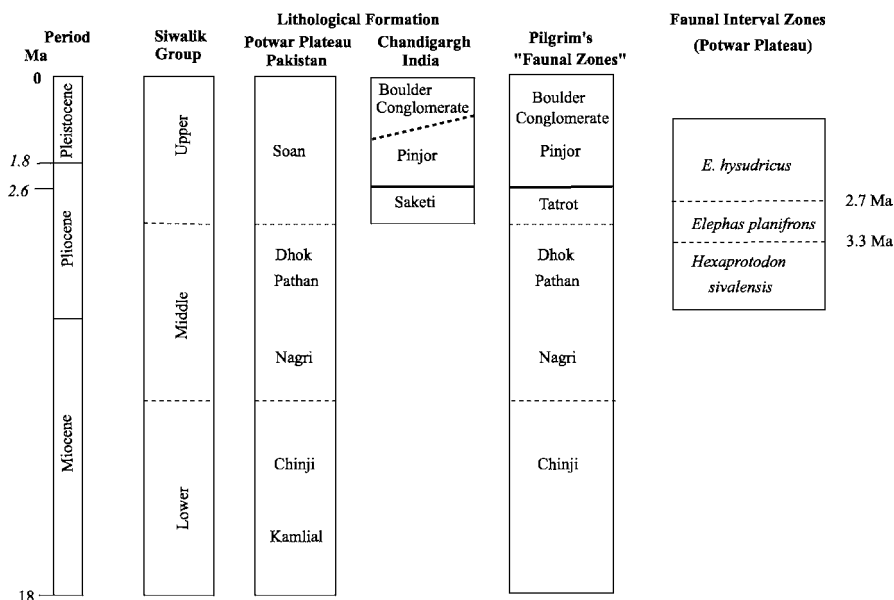 Lithological Formation
Faunal Interval Zones
(Potwar Plateau)
Period
Ma
Siwalik
Group
Potwar Plateau
Pakistan
Chandigargh
India
Pilgrim's
"Faunal Zones"
0
1.8
2.6
18
Pleistocene
Pliocene
Miocene
Upper
Middle
Lower
Soan
Dhok
Pathan
Nagri
Chinji
Kamlial
Boulder
Conglomerate
Pinjor
Saketi
Boulder
Conglomerate
Pinjor
Tatrot
Dhok
Pathan
Nagri
Chinji
E. hysudricus
2.7 Ma
Elephas planifrons
3.3 Ma
Hexaprotodon
sivalensis